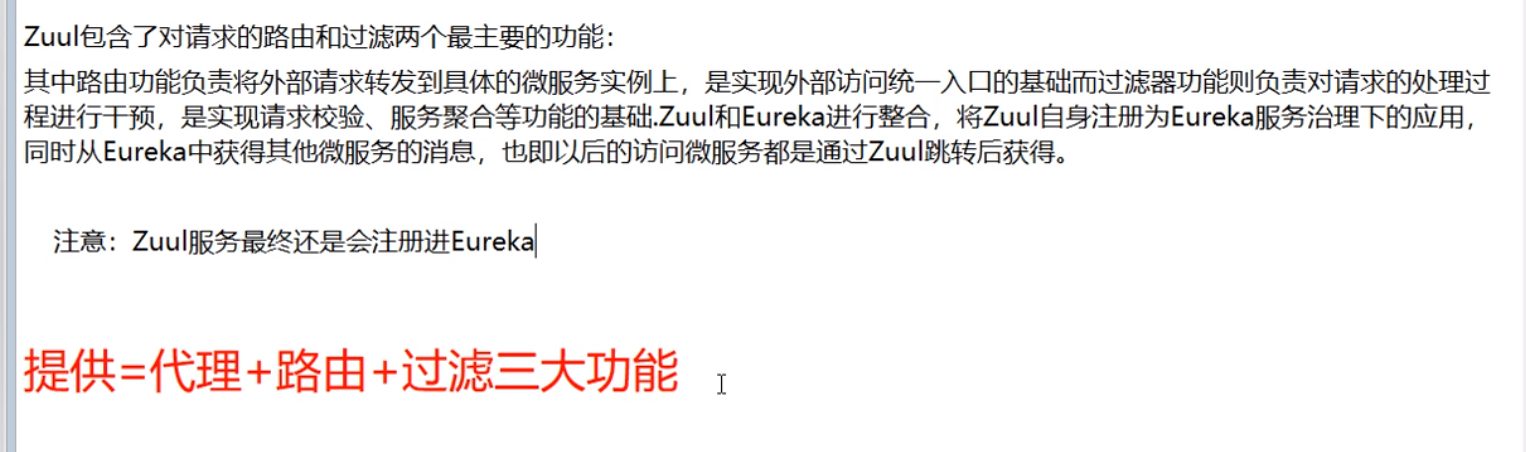 Zuul包含了对请求的路由和过滤两个最主要的功能：
其中路由功能负责将外部请求转发到具体的微服务实例上，是实现外部访问统一入口的基础而过滤器功能则负责对请求的处理过
程进行干预，是实现请求校验、服务聚合等功能的基础.Zuul和Eureka进行整合，将Zuul自身注册为Eureka服务治理下的应用，
同时从Eureka中获得其他微服务的消息，也即以后的访问微服务都是通过Zuul跳转后获得。
注意：Zuul服务最终还是会注册进Eureka
提供=代理+路由+过滤三大功能